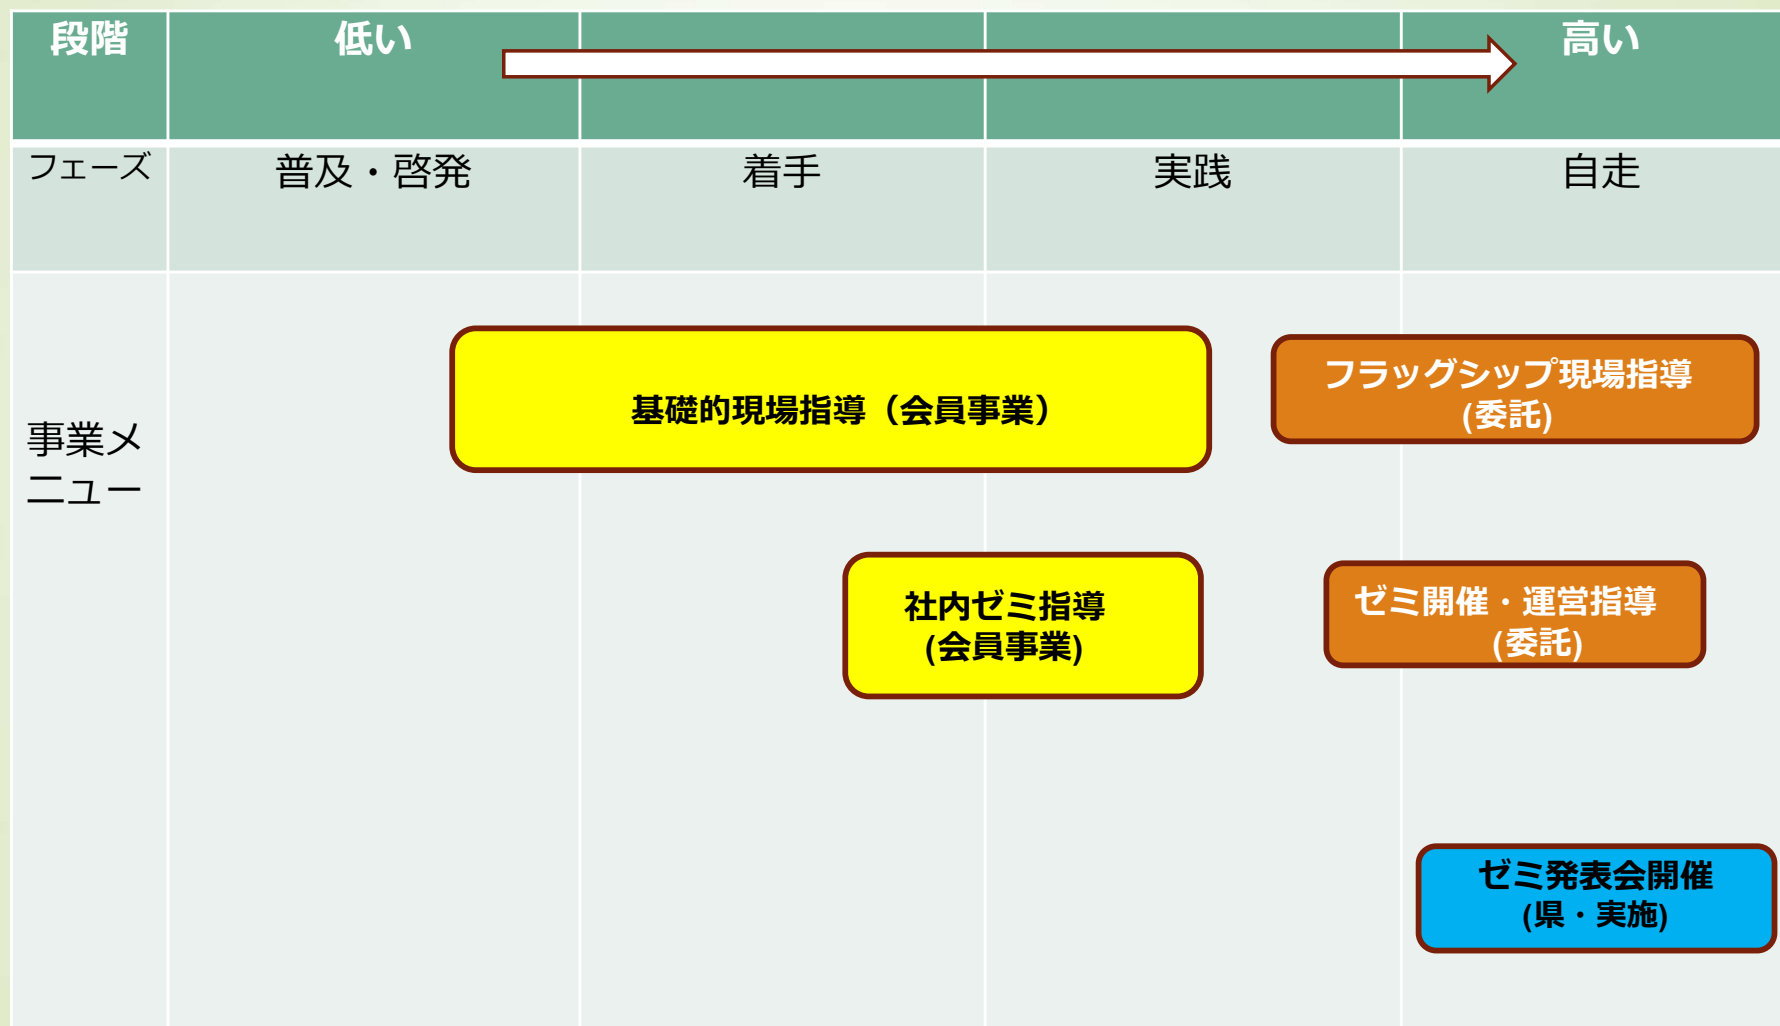 段階
低い
高い
フェーズ
普及・啓発
着手
実践
自走
事業メ
ニュー
基礎的現場指導（会員事業）
フラッグシップ現場指導
(委託)
社内ゼミ指導
(会員事業)
ゼミ開催・運営指導
(委託)
ゼミ発表会開催
(県・実施)